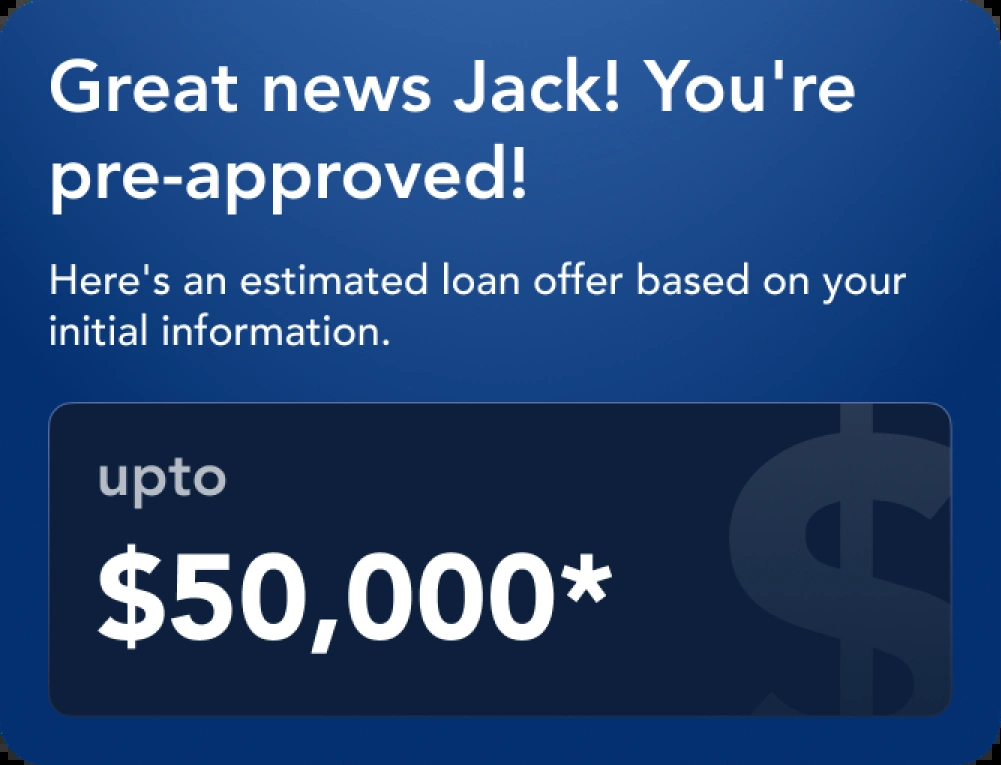 Great news Jack! You're
pre-approved!
Here's an estimated loan offer based on your
initial information.
upto
$50,000*
$